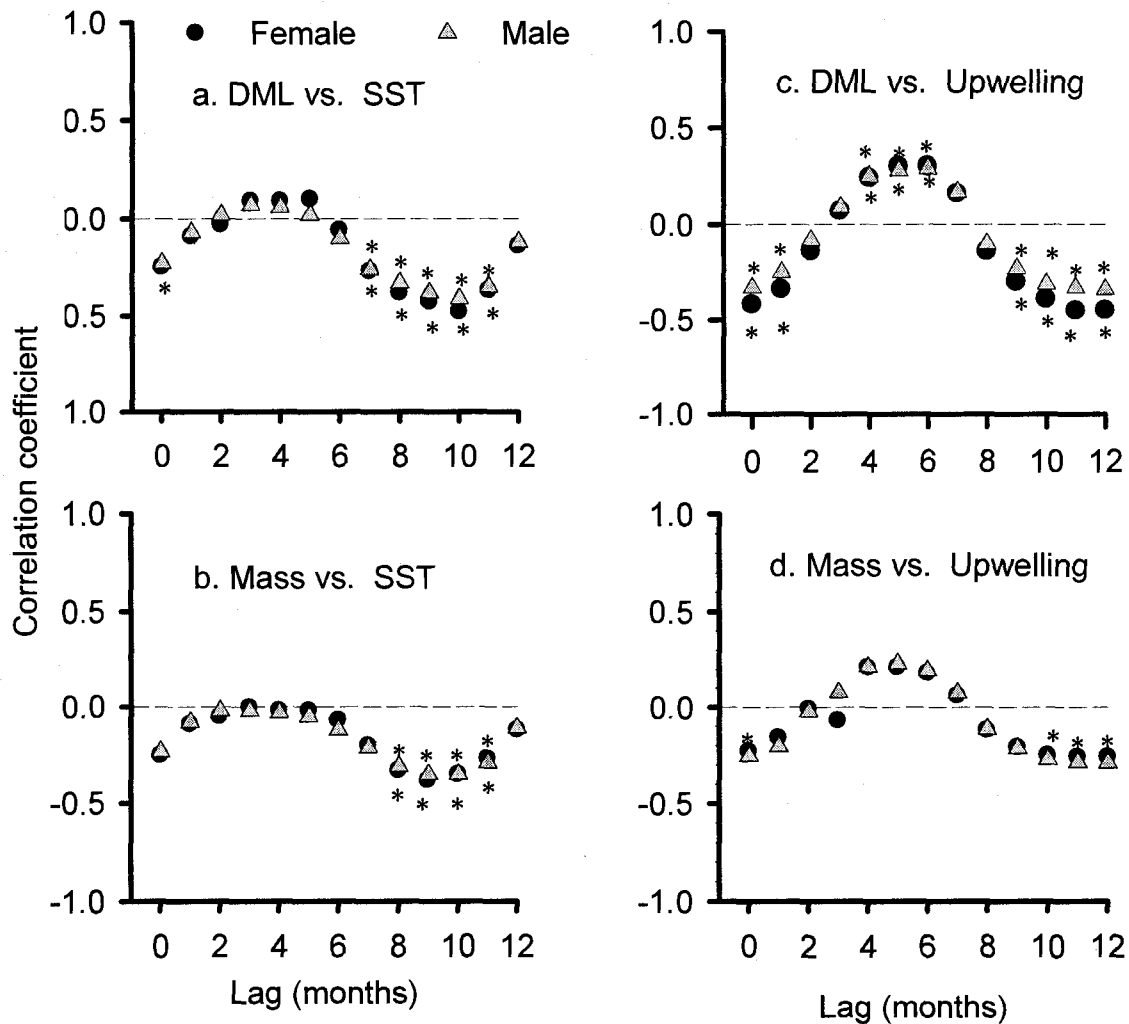 Female Male
Correlation coefficient
a. DML vs. SST
1.0
0.5
0.0
0.5
1.0
* * * * *
* * * * * *
0 2 4 6 8 10 12
c. DML vs. Upwelling
1.0
0.5
0.0
-0.5
-1.0
* * *
* * *
* * * * * *
* * * * * *
0 2 4 6 8 10 12
b. Mass vs. SST
1.0
0.5
0.0
-0.5
-1.0
* * * *
* * * *
0 2 4 6 8 10 12
Lag (months)
d. Mass vs. Upwelling
1.0
0.5
0.0
-0.5
-1.0
* * * *
0 2 4 6 8 10 12
Lag (months)